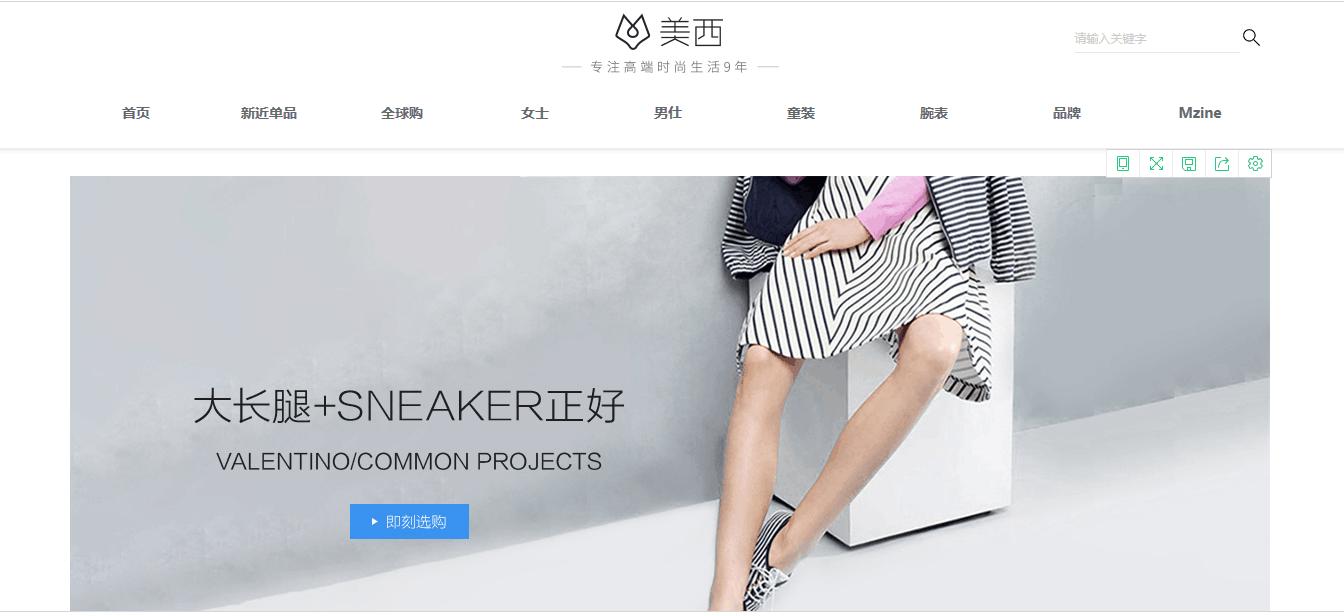 美西
请输入关键字
专注高端时尚生活9年
首页 新近单品 全球购 女士 男仕 童装 腕表 品牌 Mzine
大长腿+SNEAKER正好
VALENTINO/COMMON PROJECTS
即刻选购